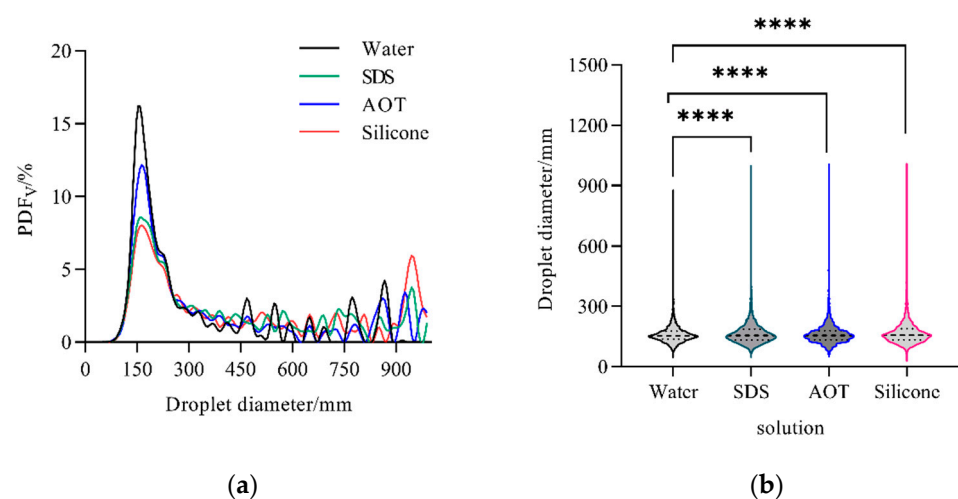 20
15
10
5
0
PDFV/%
Water
SDS
AOT
Silicone
0 150 300 450 600 750 900
Droplet diameter/mm
(a)
**** 
****
****
1500
1200
900
600
300
0
Droplet diameter/mm
Water SDS AOT Silicone
solution
(b)